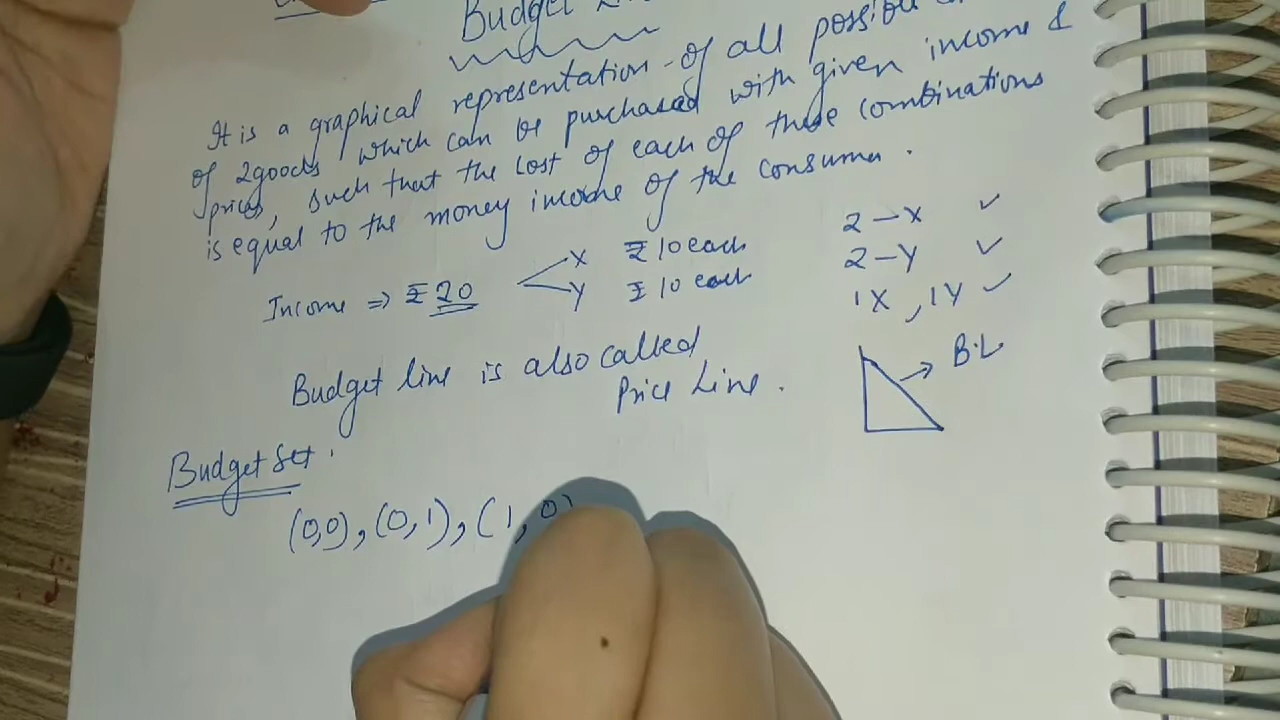 Budget
It is a graphical representation of all
of 2goods which can be purchased with given income &
prices, such that the cost of each of these combinations
is equal to the money income of the consumer.
Income ⇒ ₹20
X ₹10 each
Y ₹10 each
2 – X ✓
2 – Y ✓
1X, 1Y ✓
Budget line is also called
Price Line.
B.L
Budget Set.
(0,0), (0,1), (1,0)